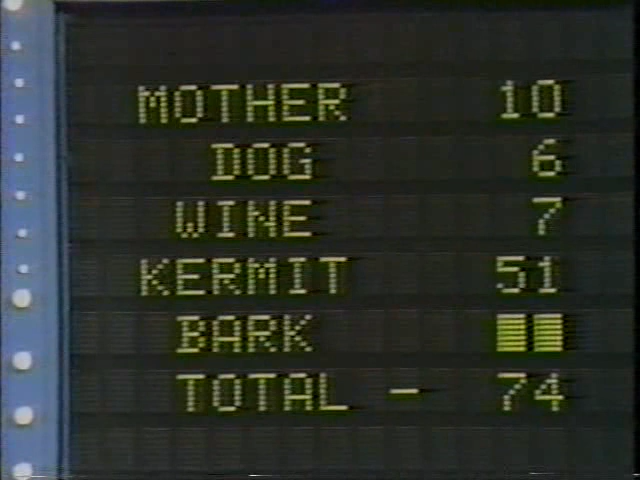 MOTHER 10
DOG 6
WINE 7
KERMIT 51
BARK
TOTAL - 74